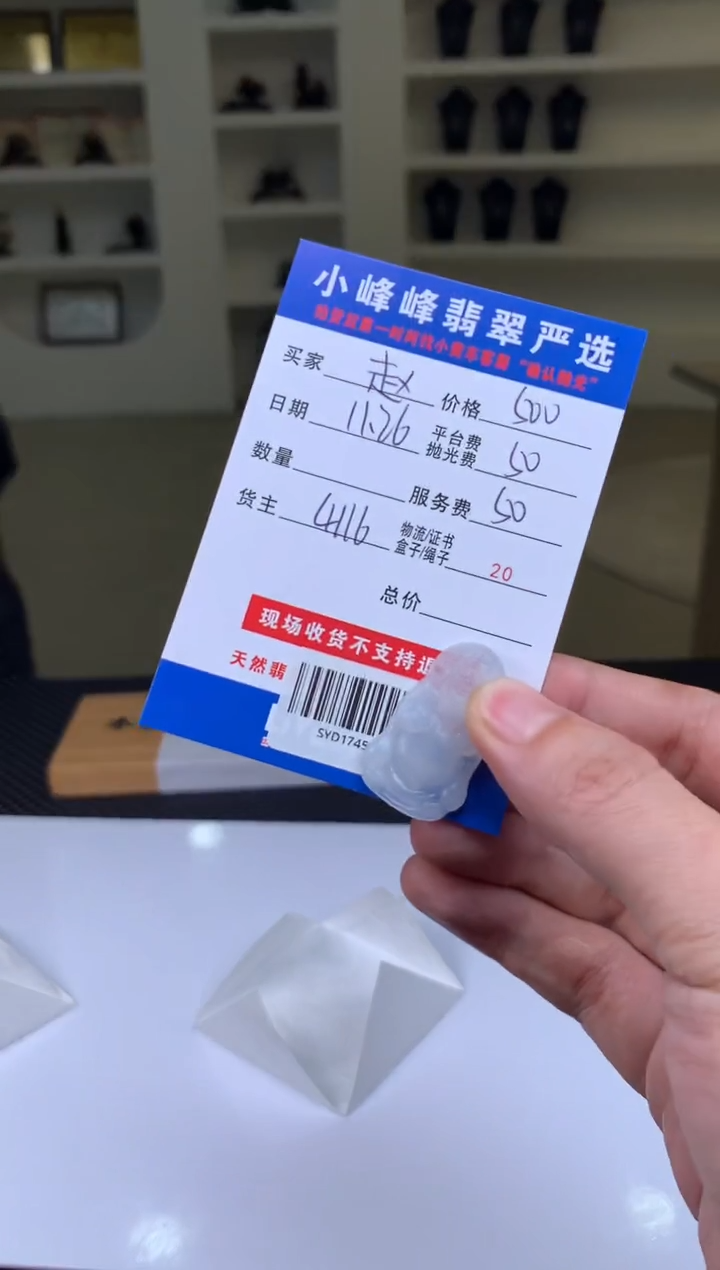 小峰峰翡翠严选
买家 赵 价格 500
日期 11.26 平台费 抛光费 50
数量 服务费 50
货主 4116 物流/证书 盒子/绳子 20
总价
现场收货不支持
天然翡
SYD1745